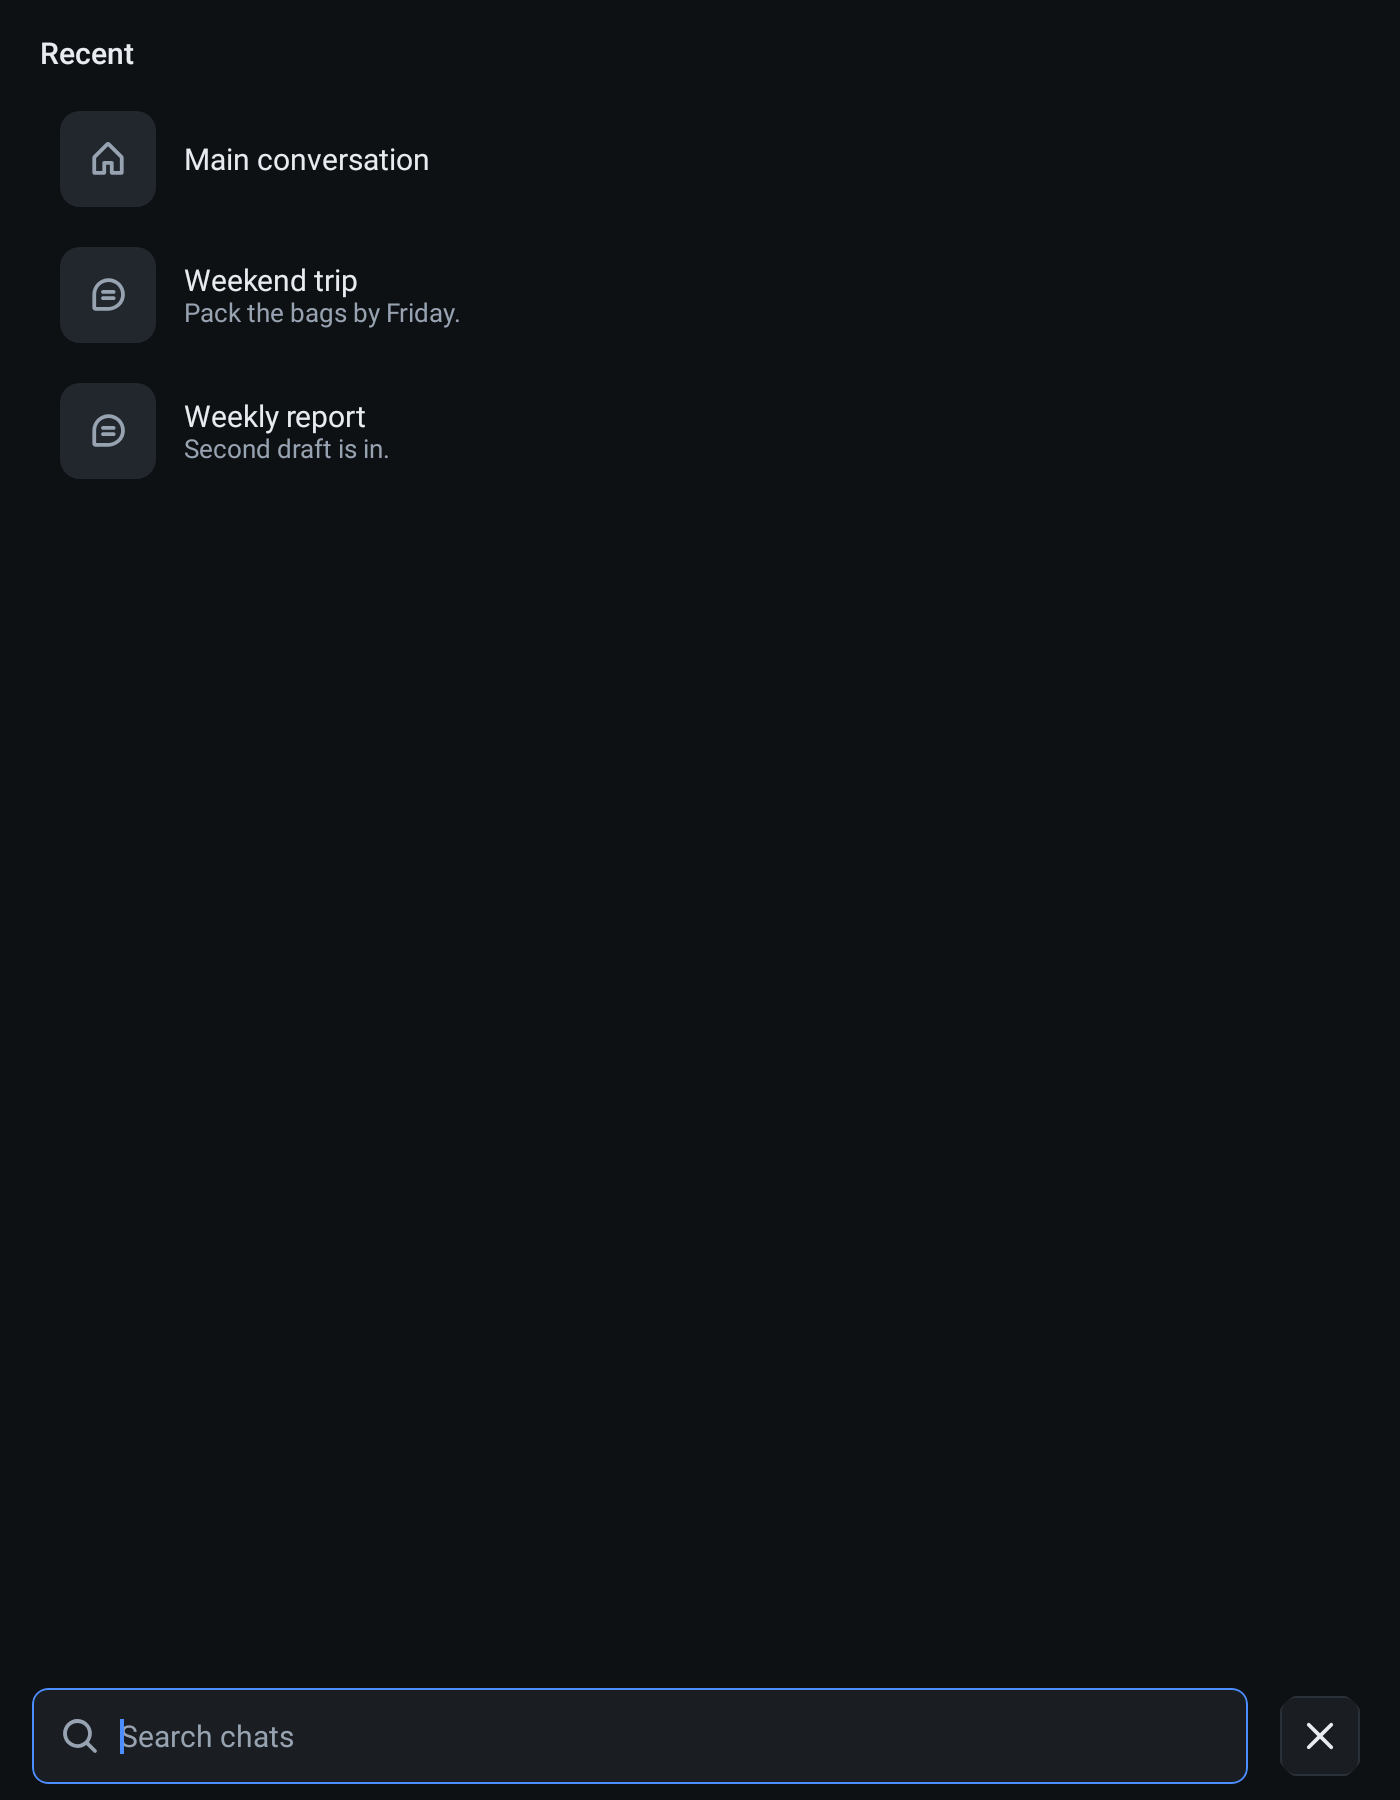 Recent
Main conversation
Weekend trip
Pack the bags by Friday.
Weekly report
Second draft is in.
Search chats